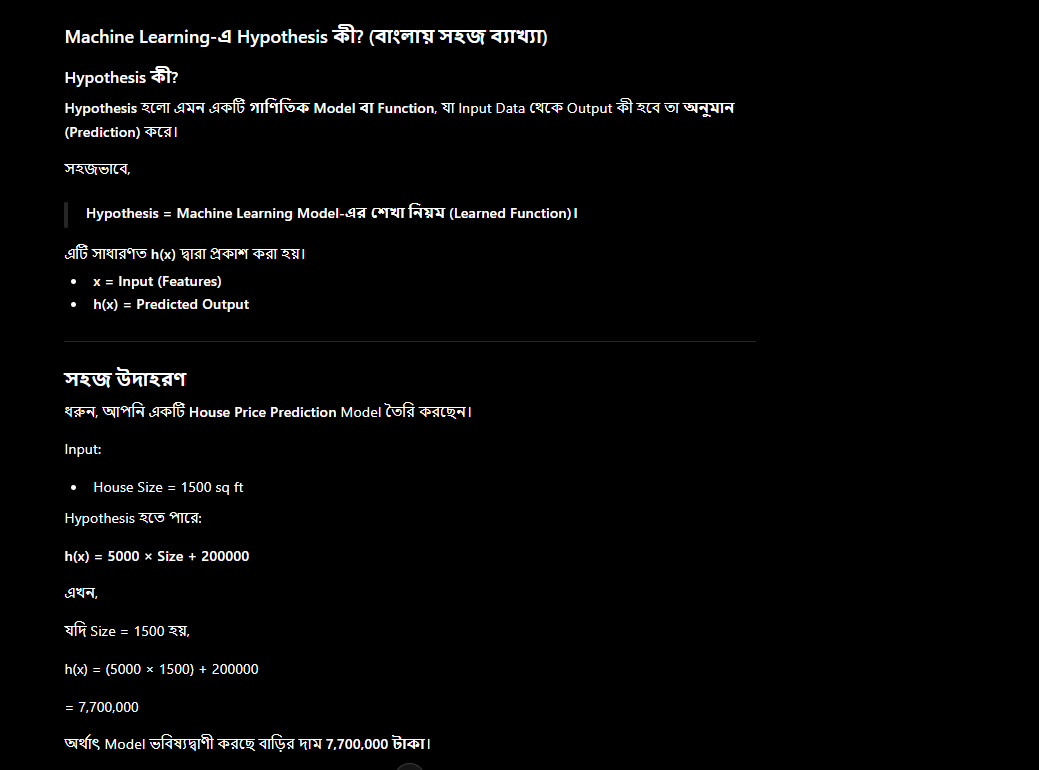 Machine Learning-এ Hypothesis কী? (বাংলায় সহজ ব্যাখ্যা)
Hypothesis কী?
Hypothesis হলো এমন একটি গাণিতিক Model বা Function, যা Input Data থেকে Output কী হবে তা অনুমান
(Prediction) করে।
সহজভাবে,
Hypothesis = Machine Learning Model-এর শেখা নিয়ম (Learned Function)।
এটি সাধারণত h(x) দ্বারা প্রকাশ করা হয়।
• x = Input (Features)
• h(x) = Predicted Output
সহজ উদাহরণ
ধরুন, আপনি একটি House Price Prediction Model তৈরি করছেন।
Input:
• House Size = 1500 sq ft
Hypothesis হতে পারে:
h(x) = 5000 × Size + 200000
এখন,
যদি Size = 1500 হয়,
h(x) = (5000 × 1500) + 200000
= 7,700,000
অর্থাৎ Model ভবিষ্যদ্বাণী করছে বাড়ির দাম 7,700,000 টাকা।